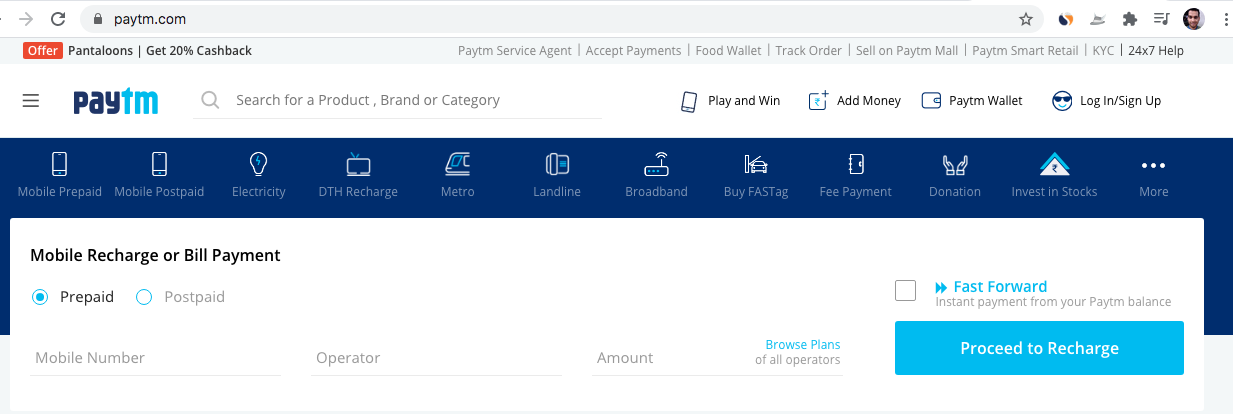 paytm.com
Offer Pantaloons | Get 20% Cashback
Paytm Service Agent | Accept Payments | Food Wallet | Track Order | Sell on Paytm Mall | Paytm Smart Retail | KYC | 24x7 Help
paytm
Search for a Product , Brand or Category
Play and Win
Add Money
Paytm Wallet
Log In/Sign Up
Mobile Prepaid
Mobile Postpaid
Electricity
DTH Recharge
Metro
Landline
Broadband
Buy FASTag
Fee Payment
Donation
₹
Invest in Stocks
More
Mobile Recharge or Bill Payment
Prepaid
Postpaid
Fast Forward
Instant payment from your Paytm balance
Mobile Number
Operator
Amount
Browse Plans
of all operators
Proceed to Recharge